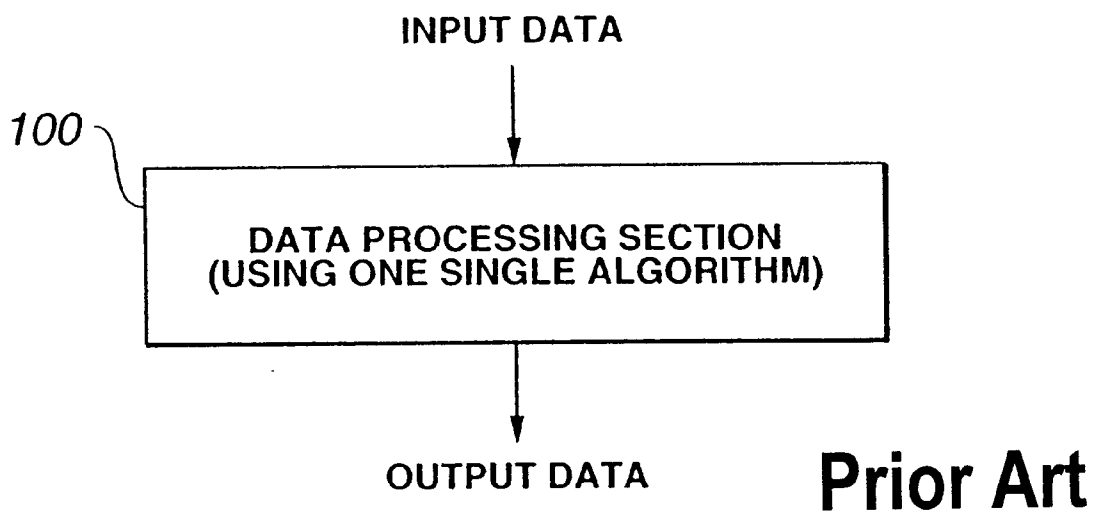 INPUT DATA
100
DATA PROCESSING SECTION
(USING ONE SINGLE ALGORITHM)
OUTPUT DATA
Prior Art